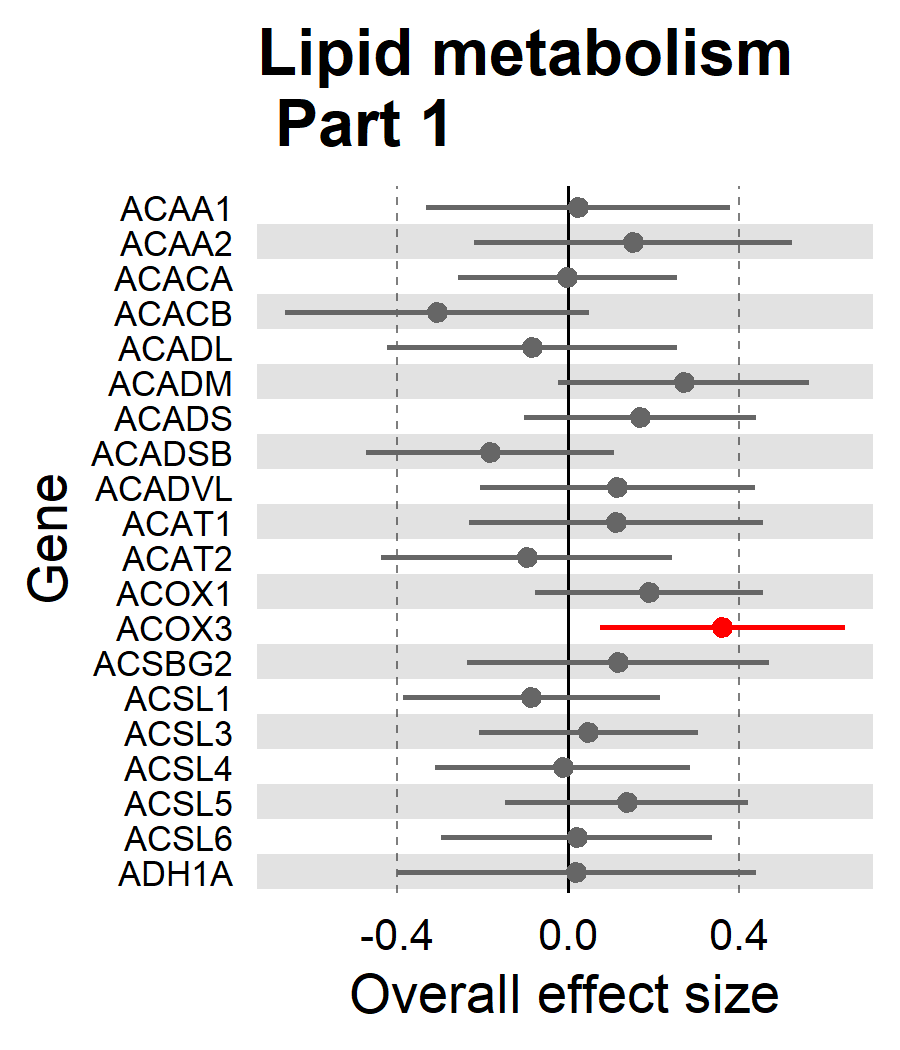 Lipid metabolism
Part 1
Gene
ACAA1
ACAA2
ACACA
ACACB
ACADL
ACADM
ACADS
ACADSB
ACADVL
ACAT1
ACAT2
ACOX1
ACOX3
ACSBG2
ACSL1
ACSL3
ACSL4
ACSL5
ACSL6
ADH1A
-0.4 0.0 0.4
Overall effect size